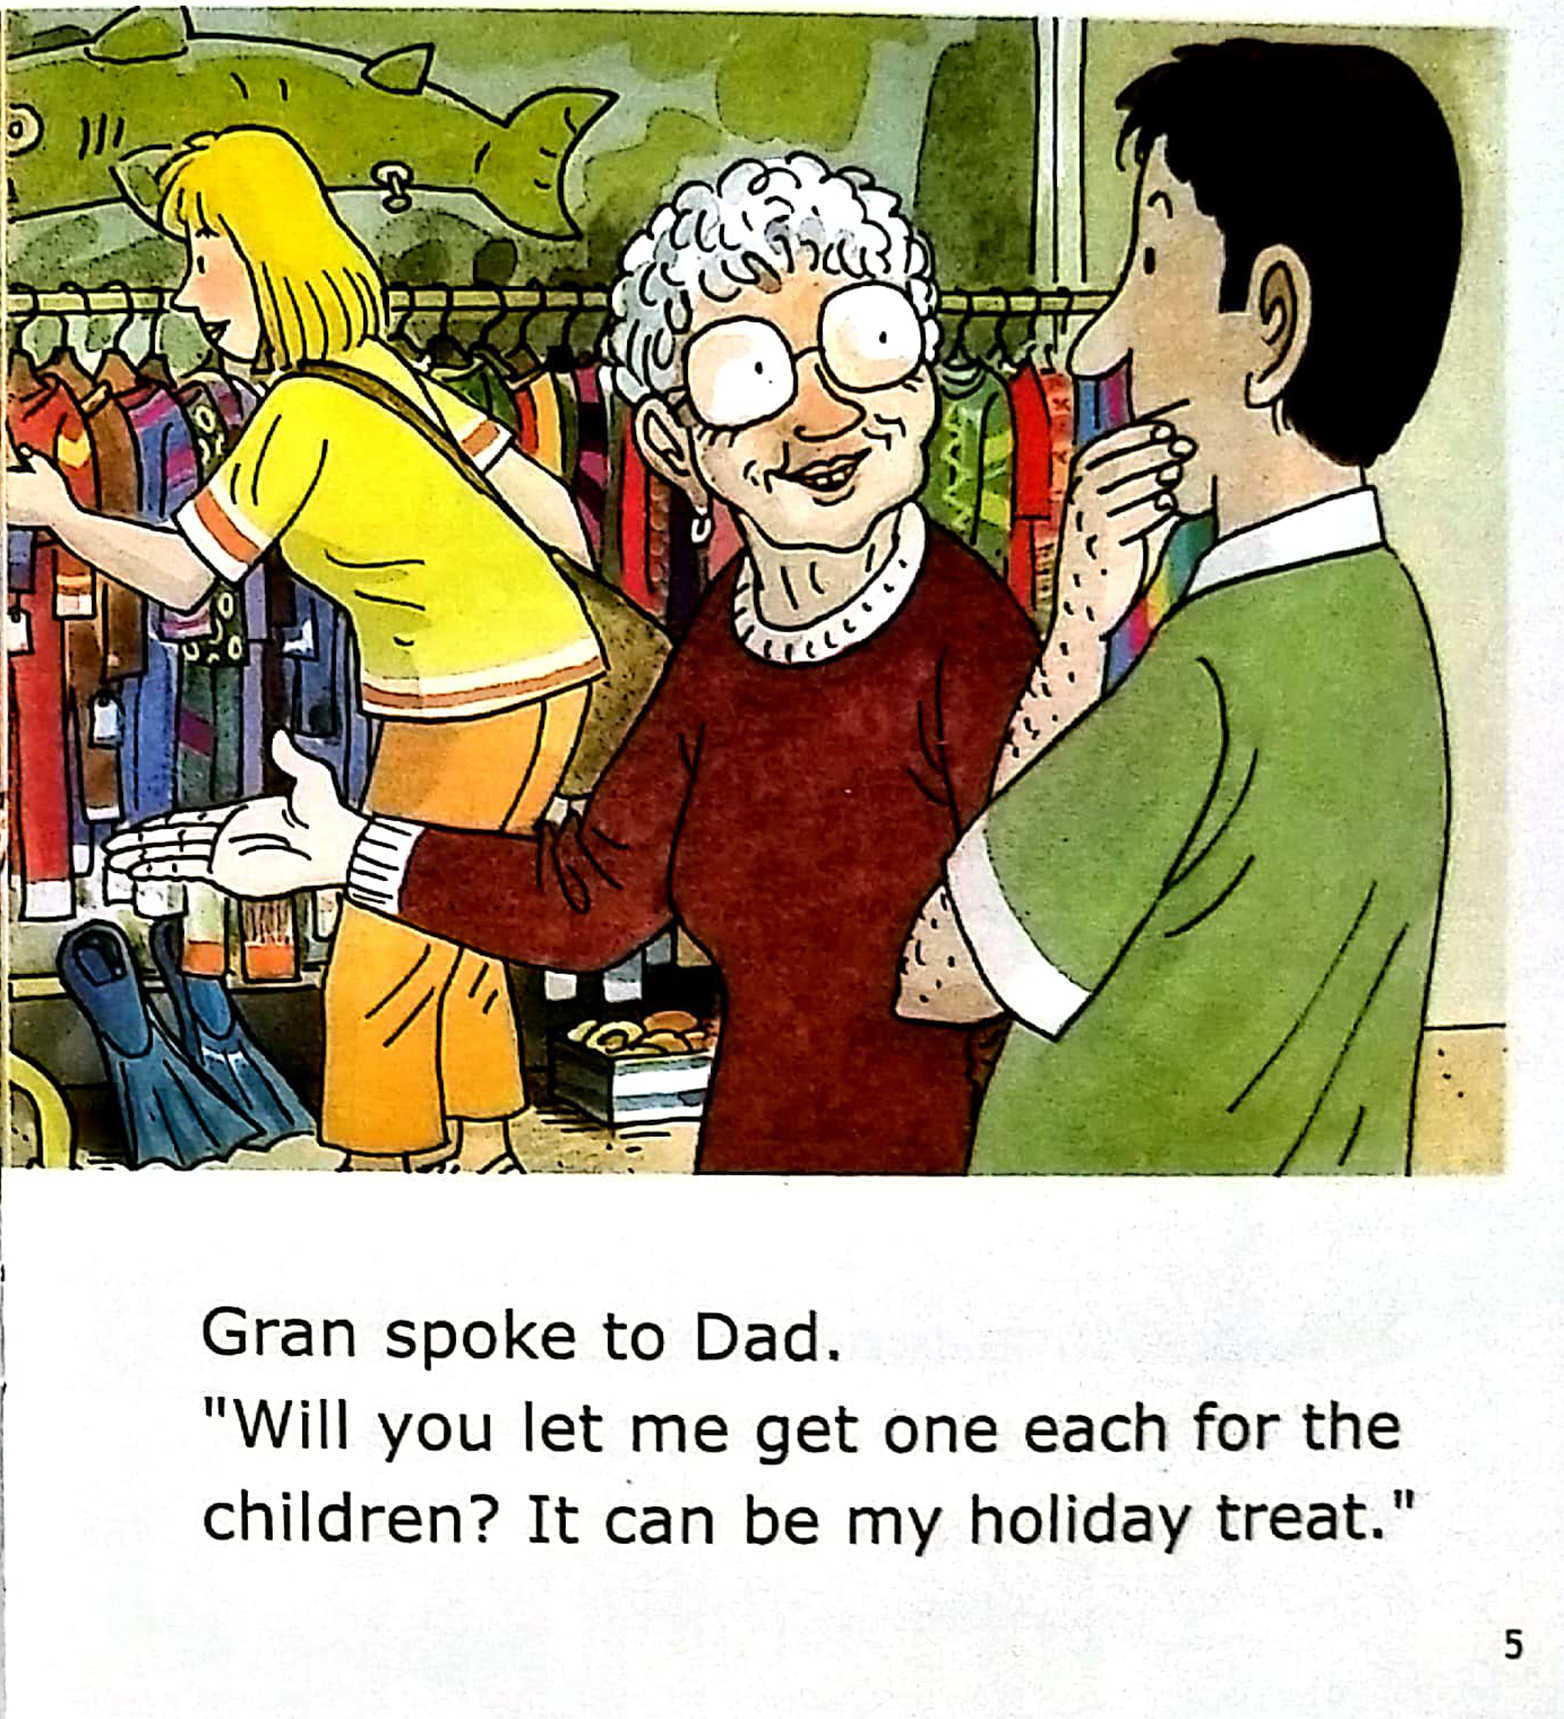 Gran spoke to Dad.
"Will you let me get one each for the
children? It can be my holiday treat."
5